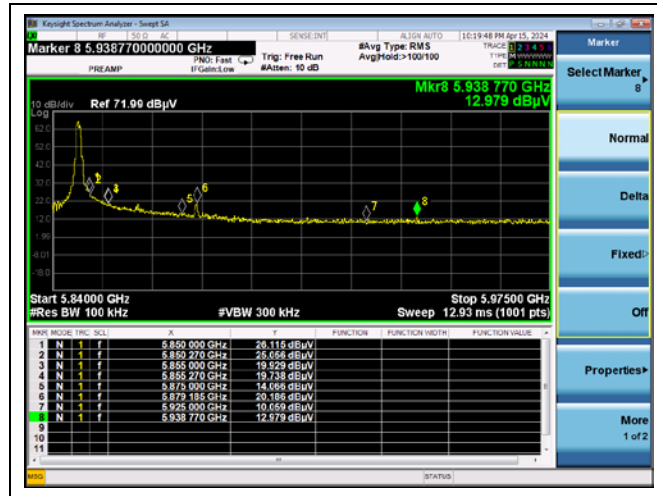 Keysight Spectrum Analyzer - Swept SA
RF 50 Ω AC SENSE:INT ALIGN AUTO 10:19:48 PM Apr 15, 2024
Marker 8 5.938770000000 GHz
PREAMP
PNO: Fast
IFGain:Low
Trig: Free Run
#Atten: 10 dB
#Avg Type: RMS
Avg|Hold:>100/100
TRACE 1 2 3 4 5 6
TYPE M
DET P S N N N N
Mkr8 5.938 770 GHz
12.979 dBµV
10 dB/div Ref 71.99 dBµV
Log
62.0
52.0
42.0
32.0
22.0
12.0
1.99
-8.01
-18.0
1 2 3 5 6 7 8
Start 5.84000 GHz
Stop 5.97500 GHz
#Res BW 100 kHz
#VBW 300 kHz
Sweep 12.93 ms (1001 pts)
MKR MODE TRC SCL X Y FUNCTION FUNCTION WIDTH FUNCTION VALUE
1 N 1 f 5.850 000 GHz 26.115 dBµV
2 N 1 f 5.850 270 GHz 25.056 dBµV
3 N 1 f 5.855 000 GHz 19.929 dBµV
4 N 1 f 5.855 270 GHz 19.738 dBµV
5 N 1 f 5.875 000 GHz 14.066 dBµV
6 N 1 f 5.879 185 GHz 20.186 dBµV
7 N 1 f 5.925 000 GHz 10.059 dBµV
8 N 1 f 5.938 770 GHz 12.979 dBµV
9
10
11
MSG
STATUS
Marker
Select Marker
8
Normal
Delta
Fixed
Off
Properties
More
1 of 2